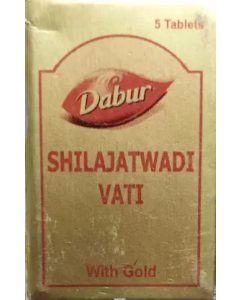 5 Tablets
Dabur
SHILAJATWADI
VATI
With Gold